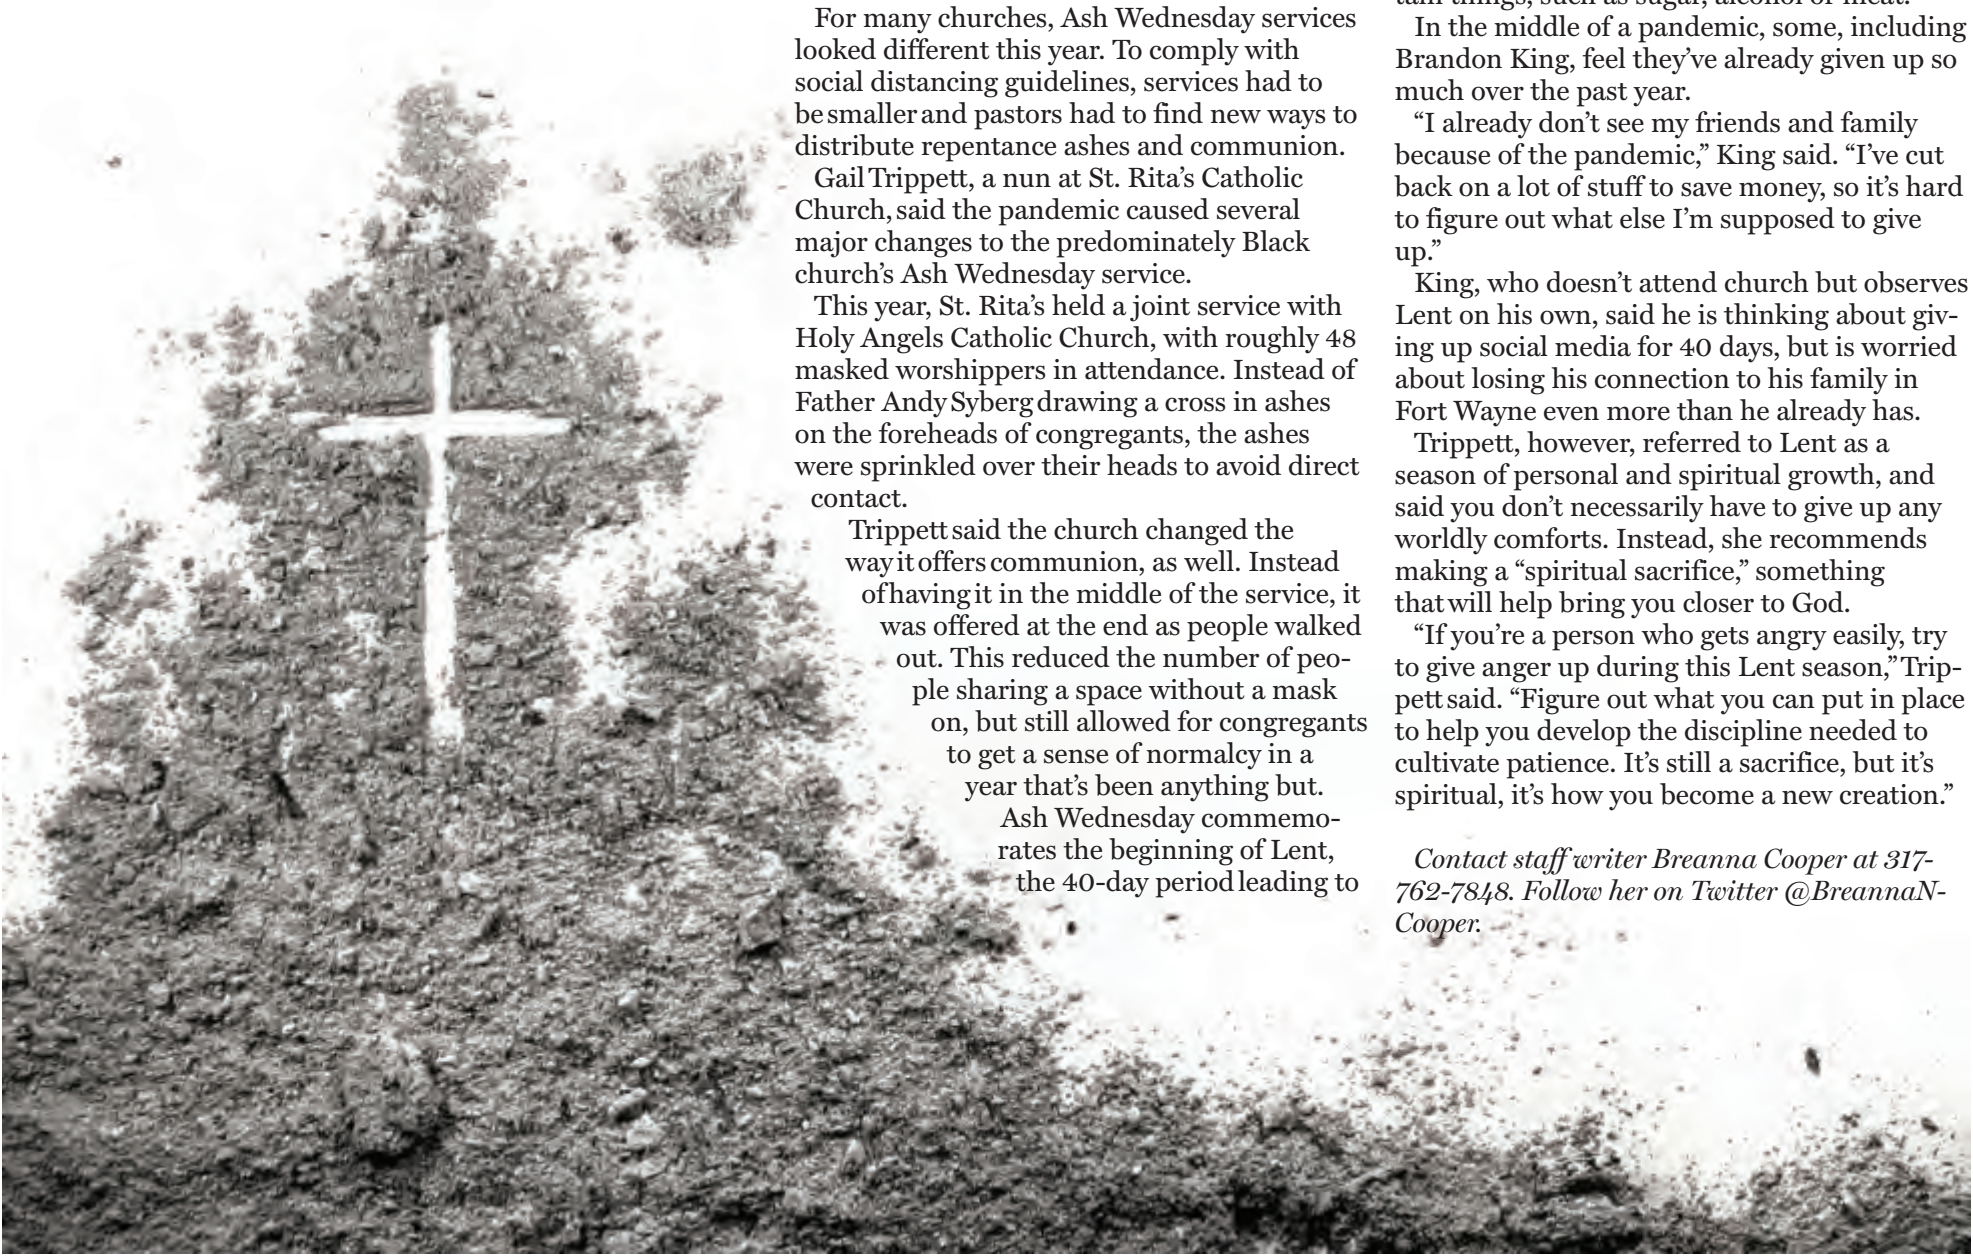 For many churches, Ash Wednesday services
looked different this year. To comply with
social distancing guidelines, services had to
be smaller and pastors had to find new ways to
distribute repentance ashes and communion.
Gail Trippett, a nun at St. Rita’s Catholic
Church, said the pandemic caused several
major changes to the predominately Black
church’s Ash Wednesday service.
This year, St. Rita’s held a joint service with
Holy Angels Catholic Church, with roughly 48
masked worshippers in attendance. Instead of
Father Andy Syberg drawing a cross in ashes
on the foreheads of congregants, the ashes
were sprinkled over their heads to avoid direct
contact.
Trippett said the church changed the
way it offers communion, as well. Instead
of having it in the middle of the service, it
was offered at the end as people walked
out. This reduced the number of peo-
ple sharing a space without a mask
on, but still allowed for congregants
to get a sense of normalcy in a
year that’s been anything but.
Ash Wednesday commemo-
rates the beginning of Lent,
the 40-day period leading to
tain things, such as sugar, alcohol or meat.
In the middle of a pandemic, some, including
Brandon King, feel they’ve already given up so
much over the past year.
“I already don’t see my friends and family
because of the pandemic,” King said. “I’ve cut
back on a lot of stuff to save money, so it’s hard
to figure out what else I’m supposed to give
up.”
King, who doesn’t attend church but observes
Lent on his own, said he is thinking about giv-
ing up social media for 40 days, but is worried
about losing his connection to his family in
Fort Wayne even more than he already has.
Trippett, however, referred to Lent as a
season of personal and spiritual growth, and
said you don’t necessarily have to give up any
worldly comforts. Instead, she recommends
making a “spiritual sacrifice,” something
that will help bring you closer to God.
“If you’re a person who gets angry easily, try
to give anger up during this Lent season,” Trip-
pett said. “Figure out what you can put in place
to help you develop the discipline needed to
cultivate patience. It’s still a sacrifice, but it’s
spiritual, it’s how you become a new creation.”
Contact staff writer Breanna Cooper at 317-
762-7848. Follow her on Twitter @BreannaN-
Cooper.